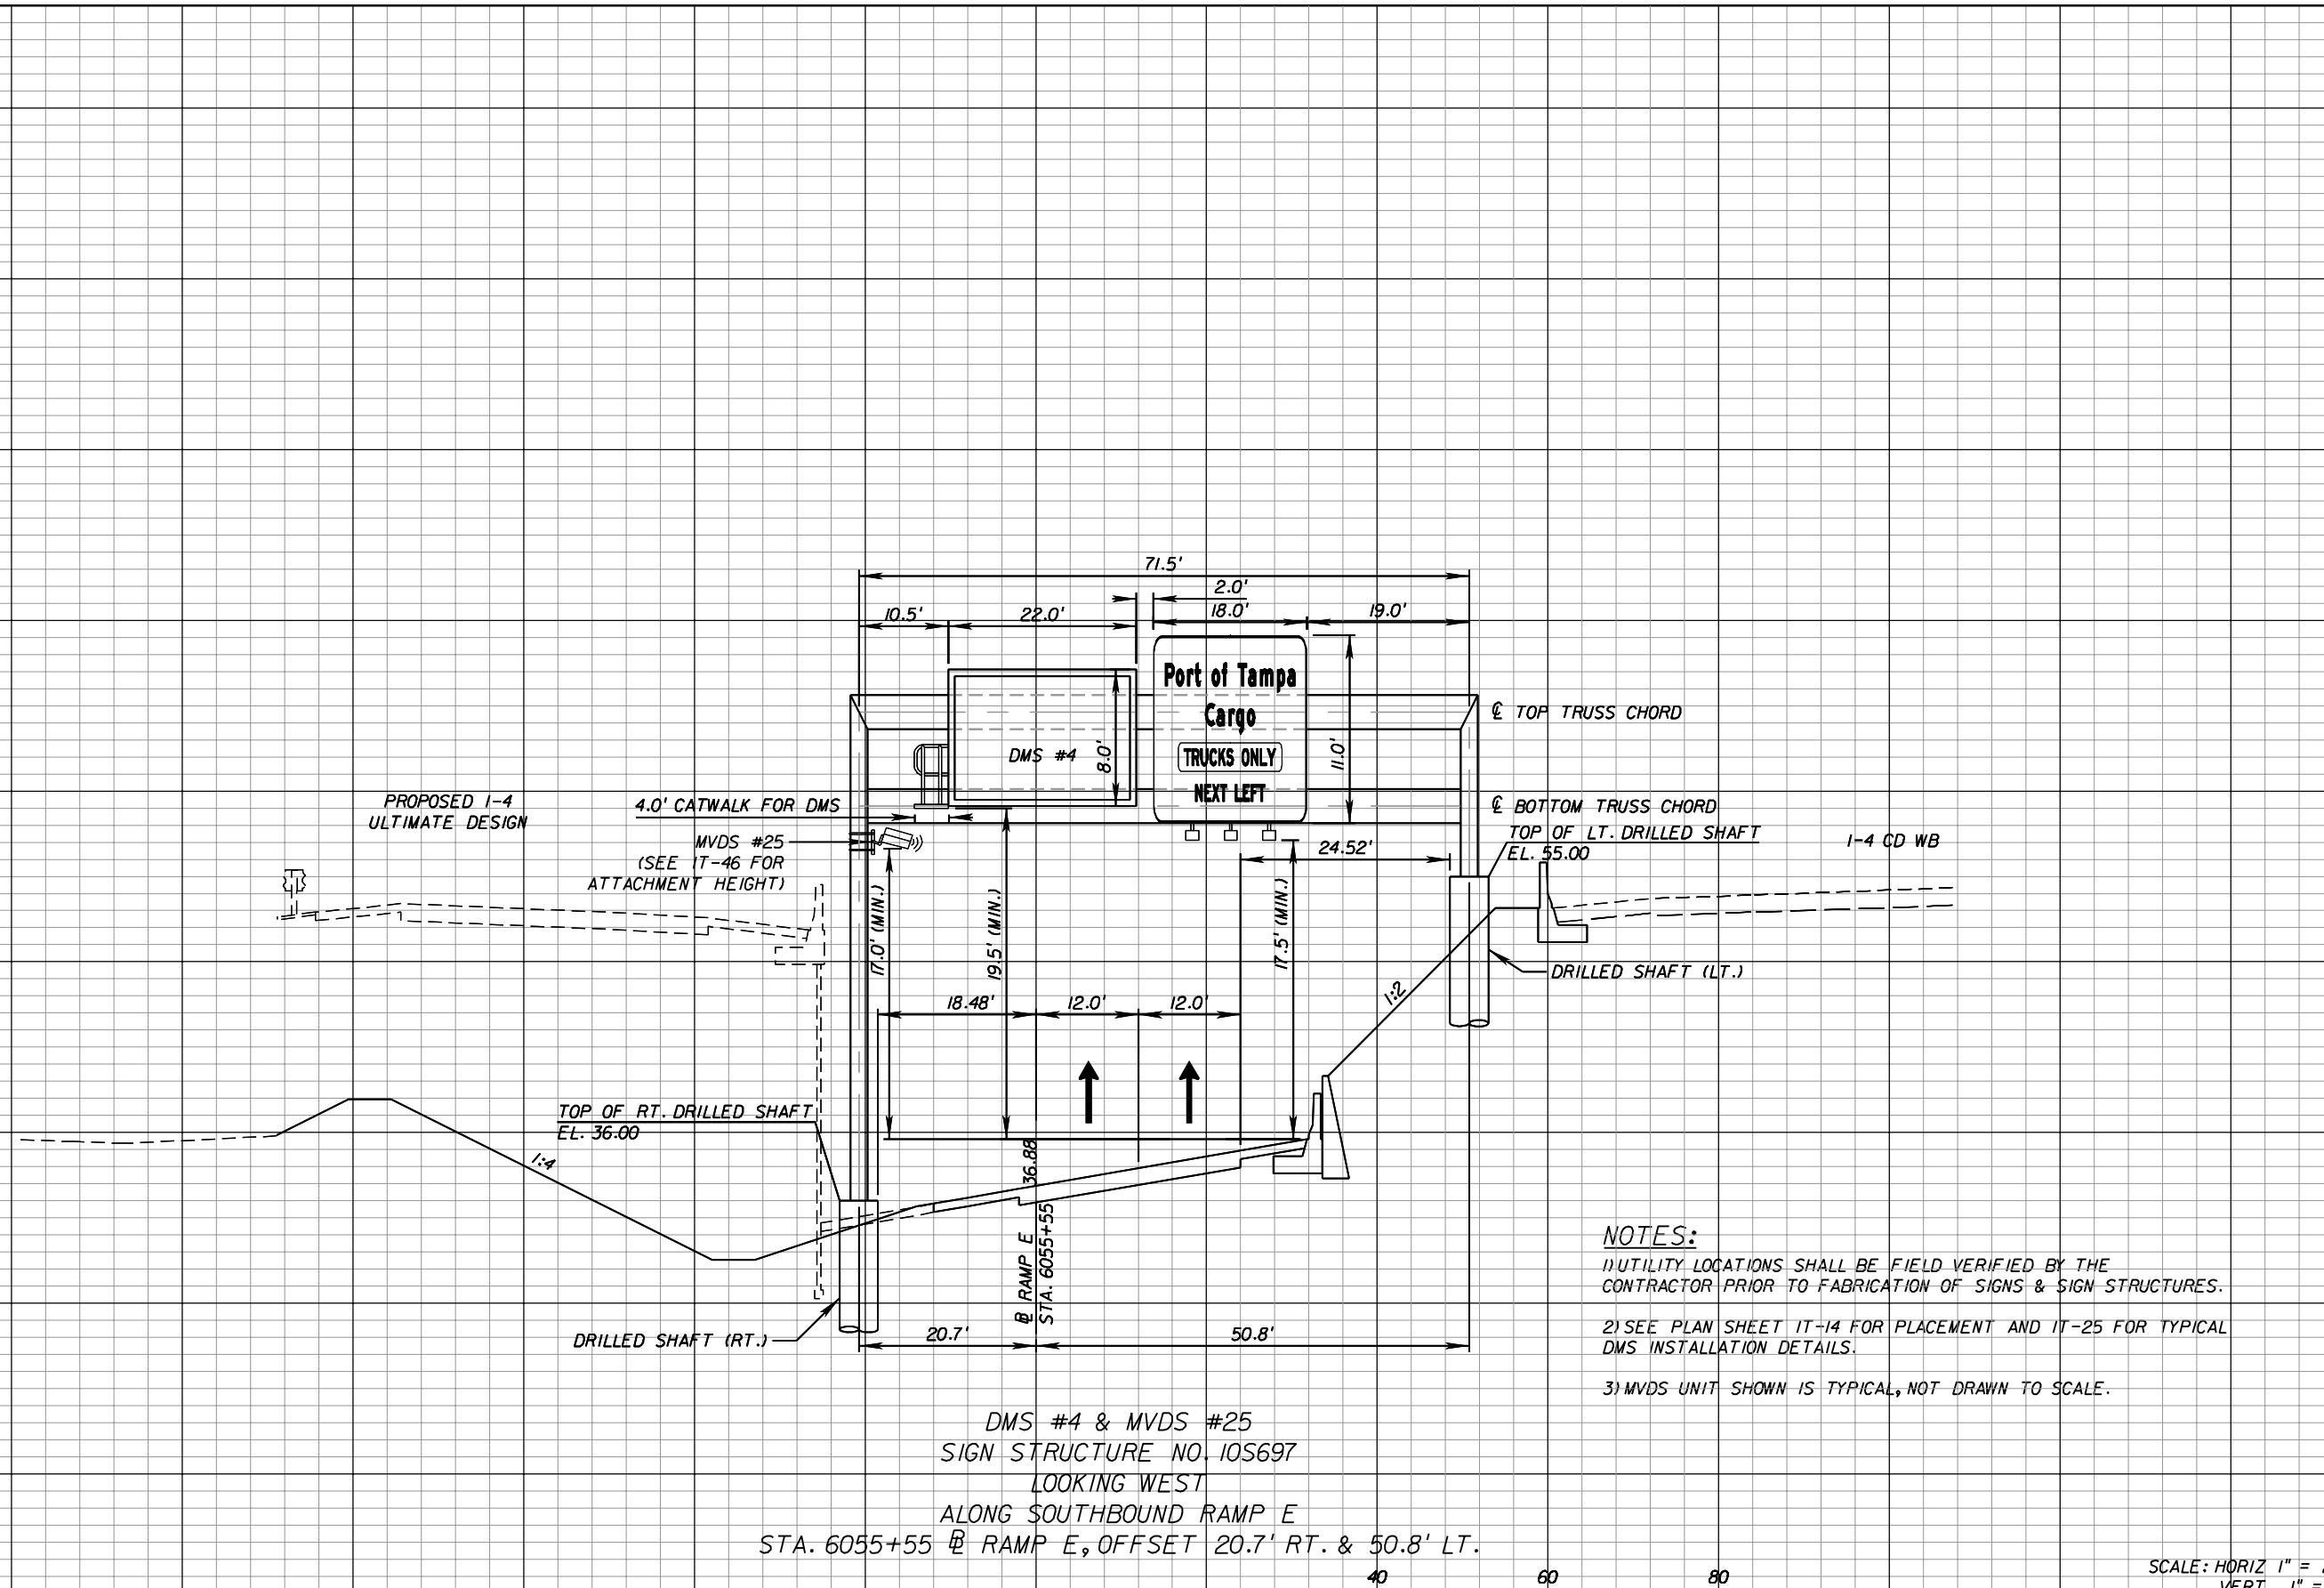 71.5'
2.0'
10.5'
22.0'
18.0'
19.0'
Port of Tampa
Cargo
TRUCKS ONLY
NEXT LEFT
DMS #4
8.0'
11.0'
℄ TOP TRUSS CHORD
℄ BOTTOM TRUSS CHORD
PROPOSED I-4
ULTIMATE DESIGN
4.0' CATWALK FOR DMS
MVDS #25
(SEE IT-46 FOR
ATTACHMENT HEIGHT)
TOP OF LT. DRILLED SHAFT
EL. 55.00
I-4 CD WB
24.52'
17.0' (MIN.)
19.5' (MIN.)
17.5' (MIN.)
DRILLED SHAFT (LT.)
1:2
18.48'
12.0'
12.0'
TOP OF RT. DRILLED SHAFT
EL. 36.00
1:4
36.88
RAMP E
STA. 6055+55
DRILLED SHAFT (RT.)
20.7'
50.8'
NOTES:
1) UTILITY LOCATIONS SHALL BE FIELD VERIFIED BY THE
CONTRACTOR PRIOR TO FABRICATION OF SIGNS & SIGN STRUCTURES.
2) SEE PLAN SHEET IT-14 FOR PLACEMENT AND IT-25 FOR TYPICAL
DMS INSTALLATION DETAILS.
3) MVDS UNIT SHOWN IS TYPICAL, NOT DRAWN TO SCALE.
DMS #4 & MVDS #25
SIGN STRUCTURE NO. 10S697
LOOKING WEST
ALONG SOUTHBOUND RAMP E
STA. 6055+55 RAMP E, OFFSET 20.7' RT. & 50.8' LT.
40
60
80
SCALE: HORIZ 1" =
VERT 1" =